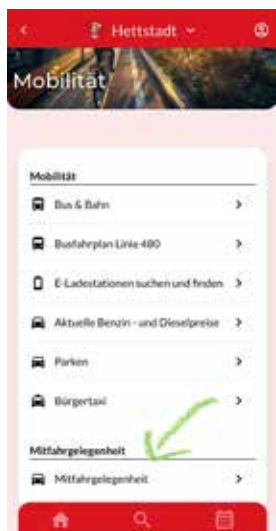 Hettstadt
Mobilität
Mobilität
Bus & Bahn
Busfahrplan Linie 480
E-Ladestationen suchen und finden
Aktuelle Benzin - und Dieselpreise
Parken
Bürgertaxi
Mitfahrgelegenheit
Mitfahrgelegenheit